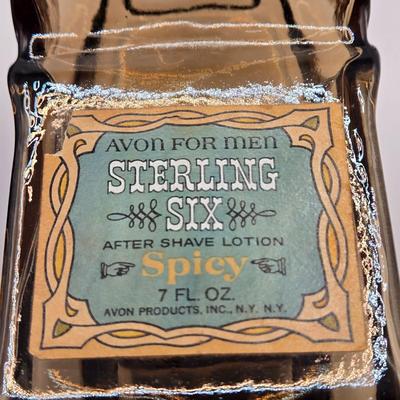 AVON FOR MEN
STERLING
SIX
AFTER SHAVE LOTION
Spicy
7 FL. OZ.
AVON PRODUCTS, INC., N.Y. N.Y.